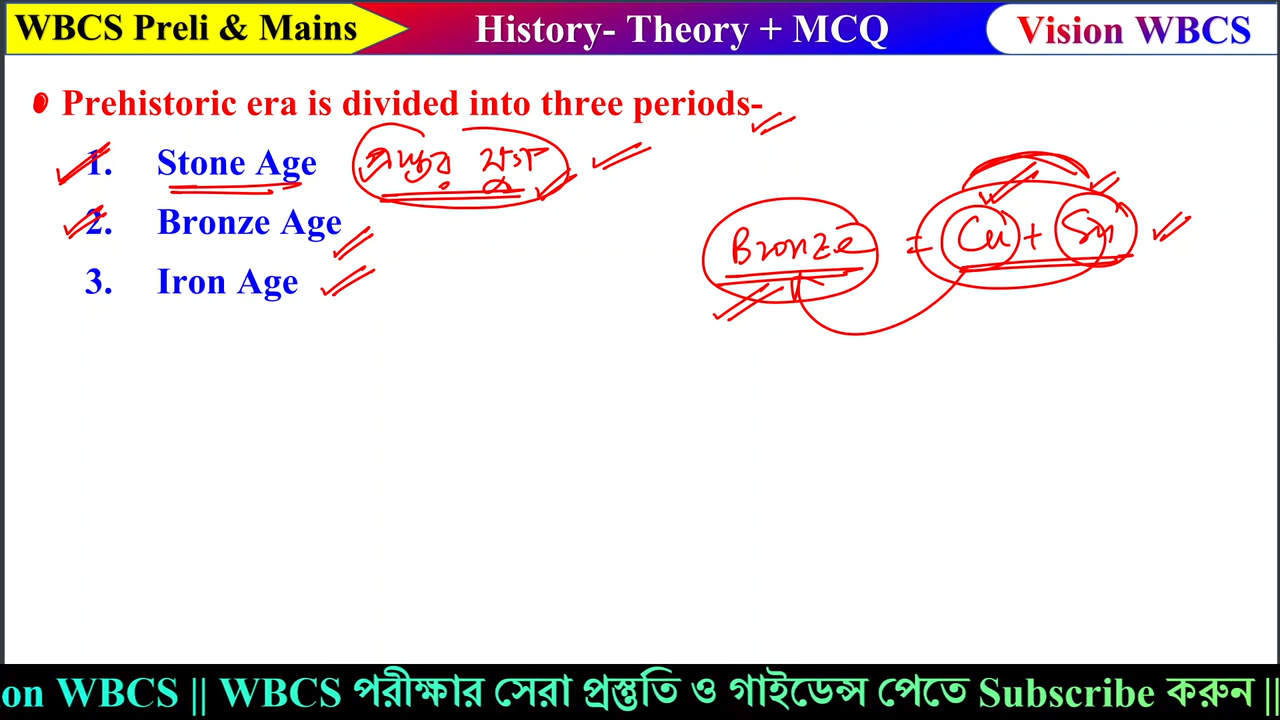 WBCS Preli & Mains History- Theory + MCQ Vision WBCS
Prehistoric era is divided into three periods-
1. Stone Age প্রস্তর যুগ
2. Bronze Age
Bronze = Cu + Sn
3. Iron Age
on WBCS || WBCS পরীক্ষার সেরা প্রস্তুতি ও গাইডেন্স পেতে Subscribe করুন ||